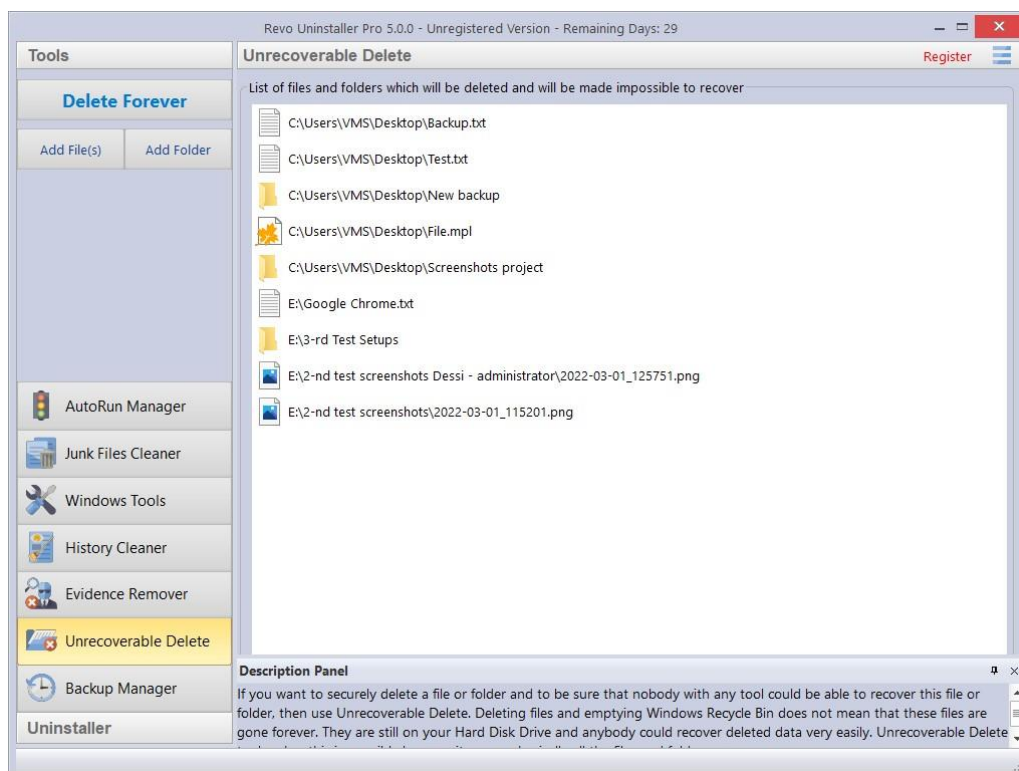 Revo Uninstaller Pro 5.0.0 - Unregistered Version - Remaining Days: 29
Tools
Unrecoverable Delete
Register
Delete Forever
Add File(s)
Add Folder
List of files and folders which will be deleted and will be made impossible to recover
C:\Users\VMS\Desktop\Backup.txt
C:\Users\VMS\Desktop\Test.txt
C:\Users\VMS\Desktop\New backup
C:\Users\VMS\Desktop\File.mpl
C:\Users\VMS\Desktop\Screenshots project
E:\Google Chrome.txt
E:\3-rd Test Setups
E:\2-nd test screenshots Dessi - administrator\2022-03-01_125751.png
E:\2-nd test screenshots\2022-03-01_115201.png
AutoRun Manager
Junk Files Cleaner
Windows Tools
History Cleaner
Evidence Remover
Unrecoverable Delete
Backup Manager
Uninstaller
Description Panel
If you want to securely delete a file or folder and to be sure that nobody with any tool could be able to recover this file or
folder, then use Unrecoverable Delete. Deleting files and emptying Windows Recycle Bin does not mean that these files are
gone forever. They are still on your Hard Disk Drive and anybody could recover deleted data very easily. Unrecoverable Delete